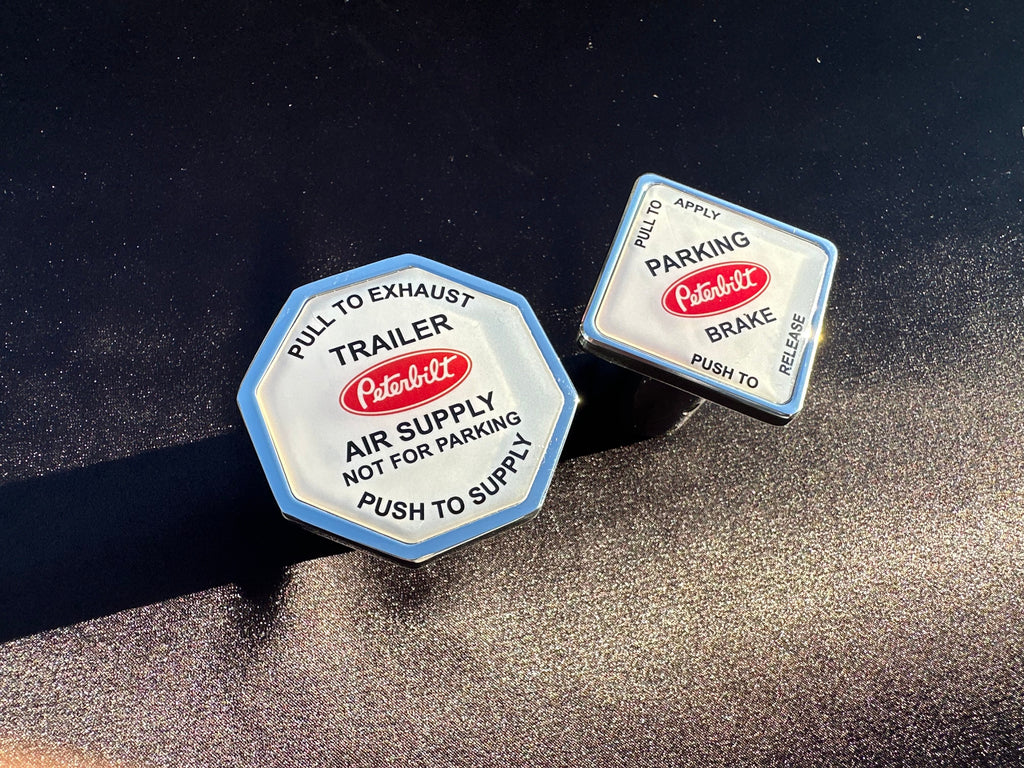 PULL TO EXHAUST
TRAILER
Peterbilt
AIR SUPPLY
NOT FOR PARKING
PUSH TO SUPPLY
PULL TO APPLY
PARKING
Peterbilt
BRAKE
PUSH TO RELEASE